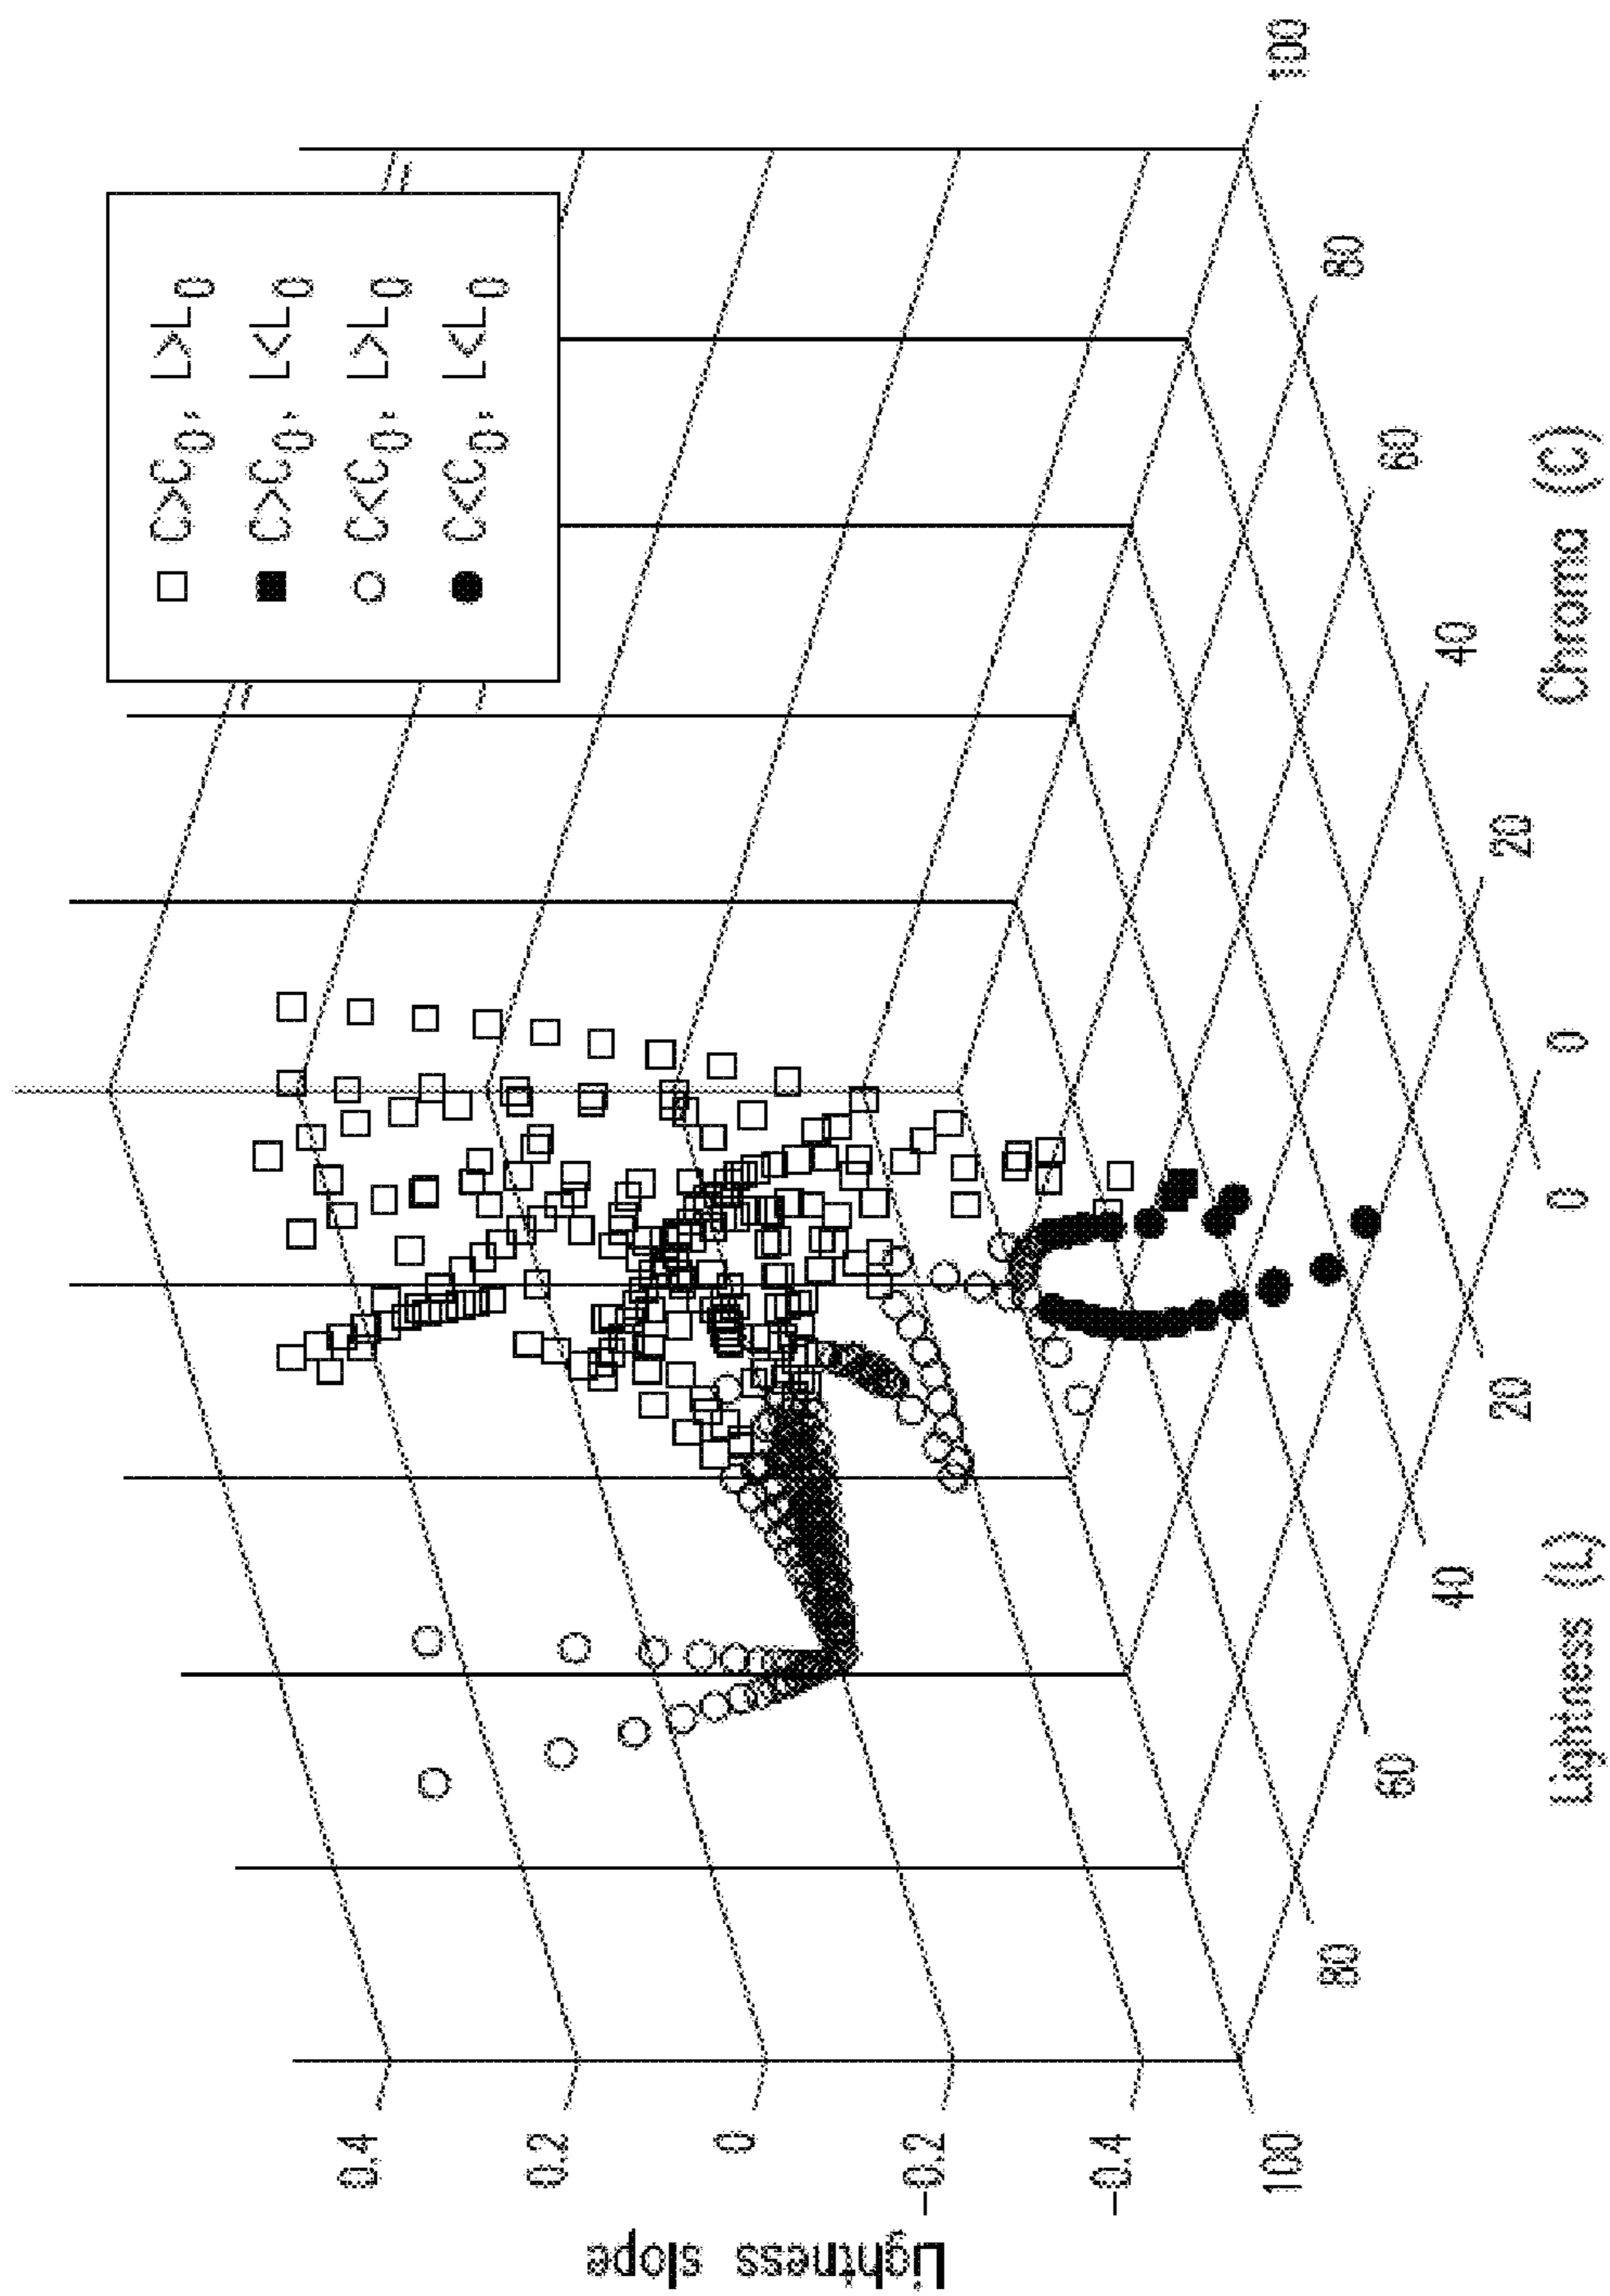 C>C0, L>L0
C>C0, L<L0
C<C0, L>L0
C<C0, L<L0
Lightness slope
0.4
0.2
0
-0.2
-0.4
100
80
60
40
20
0
Lightness (L)
0
20
40
60
80
100
Chroma (C)